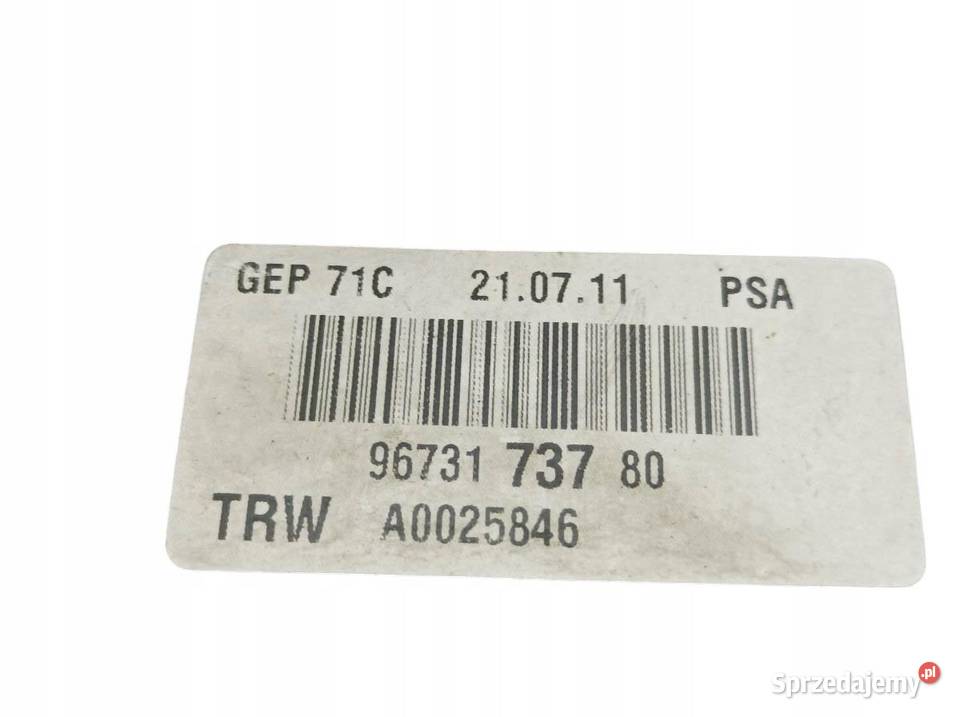 GEP 71C 21.07.11 PSA
96731 737 80
TRW A0025846
Sprzedajemy.pl